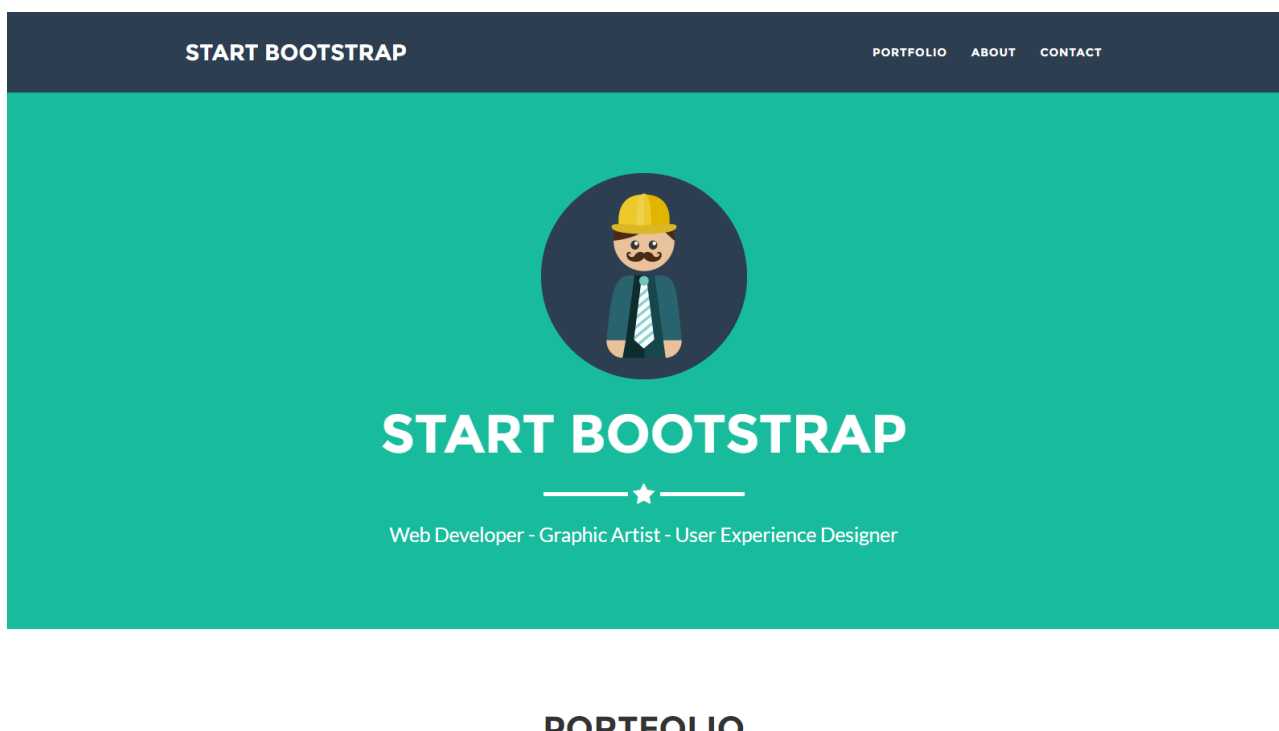 START BOOTSTRAP
PORTFOLIO ABOUT CONTACT
START BOOTSTRAP
Web Developer - Graphic Artist - User Experience Designer
PORTFOLIO